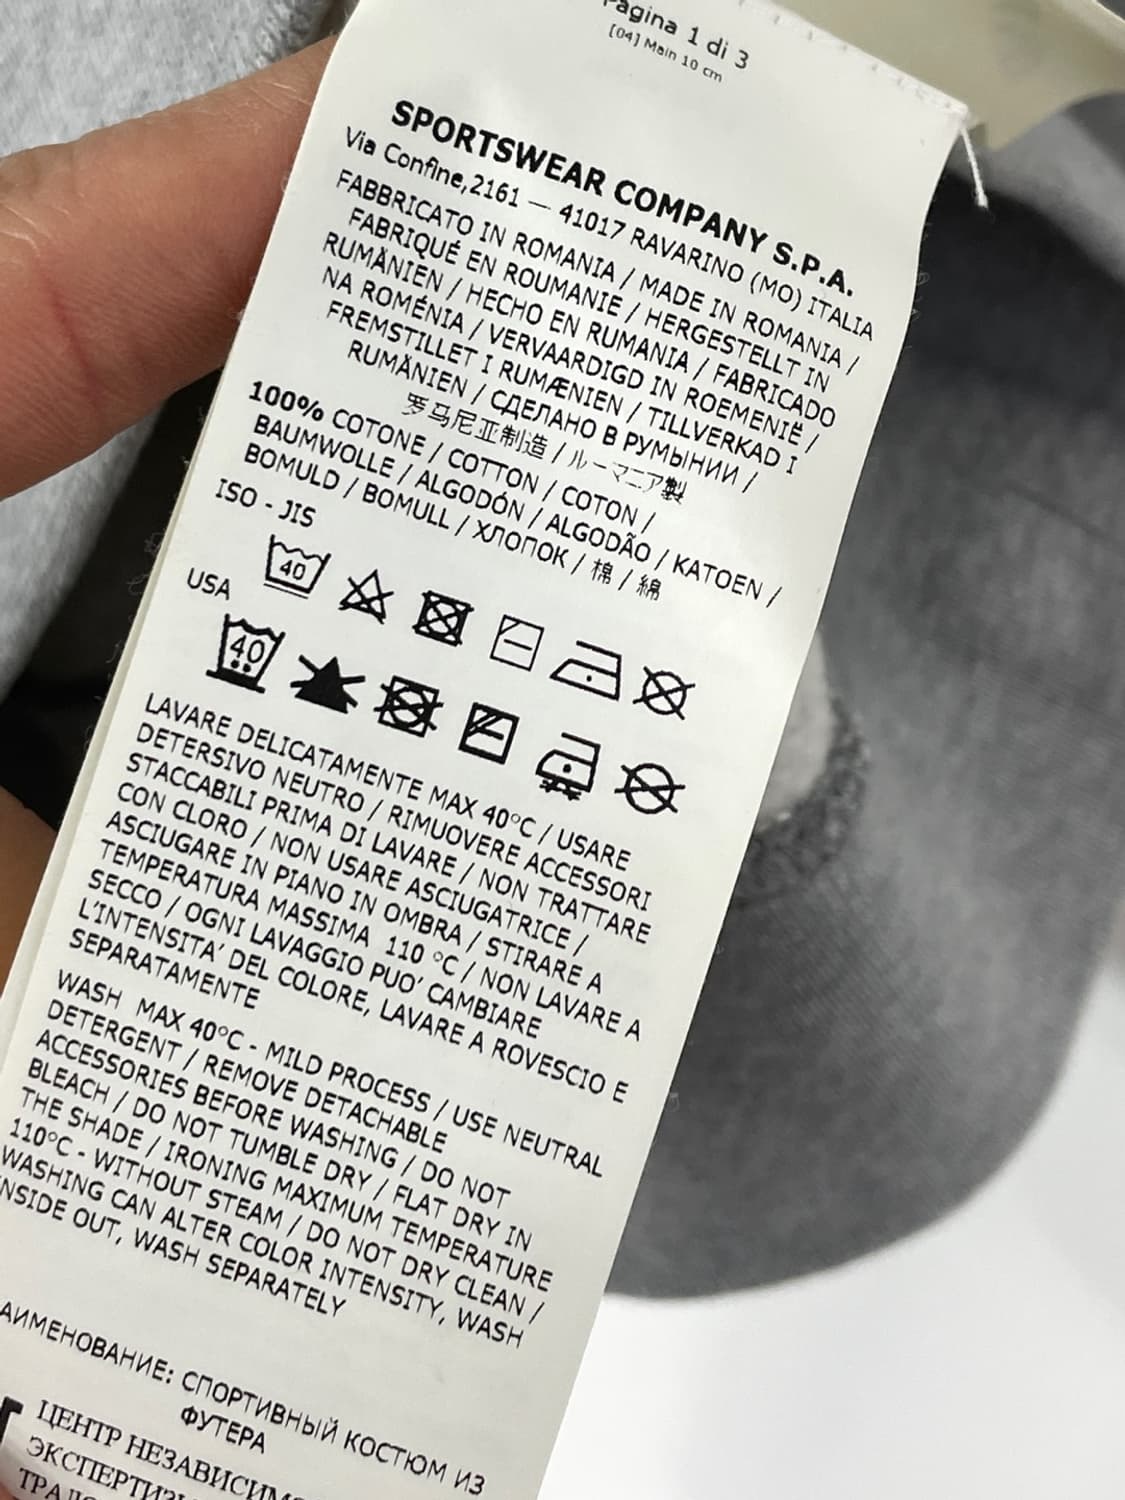 Pagina 1 di 3
[04] Main 10 cm
SPORTSWEAR COMPANY S.P.A.
Via Confine,2161 — 41017 RAVARINO (MO) ITALIA
FABBRICATO IN ROMANIA / MADE IN ROMANIA /
FABRIQUÉ EN ROUMANIE / HERGESTELLT IN
RUMÄNIEN / HECHO EN RUMANIA / FABRICADO
NA ROMÉNIA / VERVAARDIGD IN ROEMENIË /
FREMSTILLET I RUMÆNIEN / TILLVERKAD I
RUMÄNIEN / СДЕЛАНО В РУМЫНИИ /
罗马尼亚制造 / ルーマニア製
100% COTONE / COTTON / COTON /
BAUMWOLLE / ALGODÓN / ALGODÃO / KATOEN /
BOMULD / BOMULL / ХЛОПОК / 棉 / 綿
ISO - JIS
40
USA
40
LAVARE DELICATAMENTE MAX 40°C / USARE
DETERSIVO NEUTRO / RIMUOVERE ACCESSORI
STACCABILI PRIMA DI LAVARE / NON TRATTARE
CON CLORO / NON USARE ASCIUGATRICE /
ASCIUGARE IN PIANO IN OMBRA / STIRARE A
TEMPERATURA MASSIMA 110 °C / NON LAVARE A
SECCO / OGNI LAVAGGIO PUO' CAMBIARE
L'INTENSITA' DEL COLORE, LAVARE A ROVESCIO E
SEPARATAMENTE
WASH MAX 40°C - MILD PROCESS / USE NEUTRAL
DETERGENT / REMOVE DETACHABLE
ACCESSORIES BEFORE WASHING / DO NOT
BLEACH / DO NOT TUMBLE DRY / FLAT DRY IN
THE SHADE / IRONING MAXIMUM TEMPERATURE
110°C - WITHOUT STEAM / DO NOT DRY CLEAN /
WASHING CAN ALTER COLOR INTENSITY, WASH
INSIDE OUT, WASH SEPARATELY
АИМЕНОВАНИЕ: СПОРТИВНЫЙ КОСТЮМ ИЗ
ФУТЕРА
ЦЕНТР НЕЗАВИСИМ
ЭКСПЕРТИЗЫ